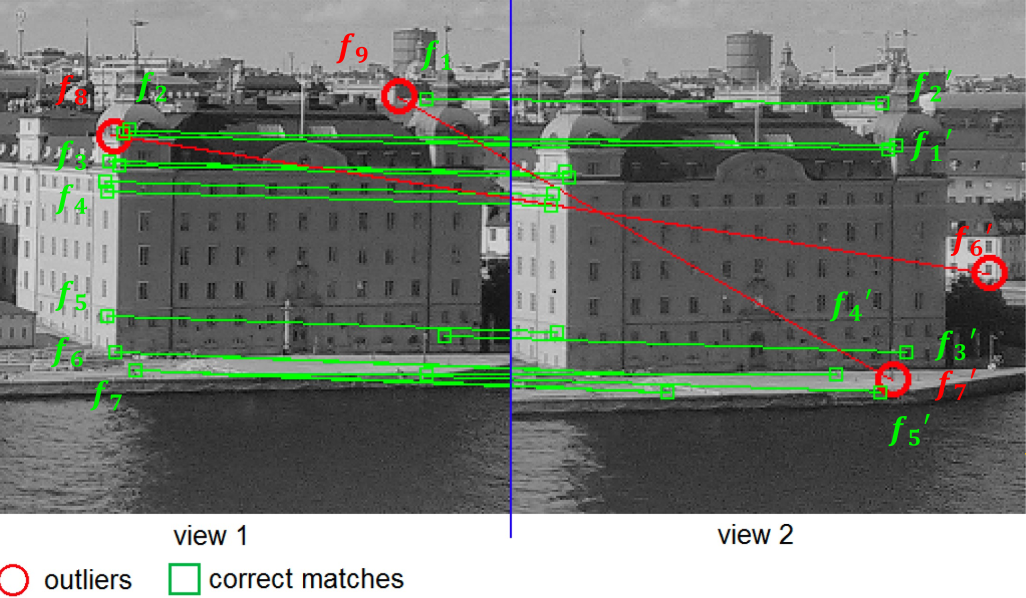 f₉ f₁
f₈ f₂ f₂′
f₃ f₁′
f₄
f₆′
f₅ f₄′
f₆ f₃′
f₇ f₇′
f₅′
view 1 view 2
outliers correct matches